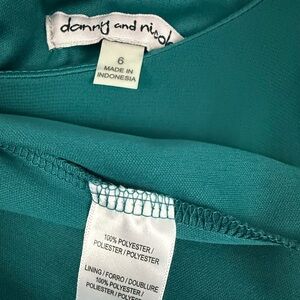 danny and nicole
6
MADE IN
INDONESIA
100% POLYESTER /
POLIESTER / POLYESTER
LINING / FORRO / DOUBLURE
100% POLYESTER /
POLIESTER / POLYESTER